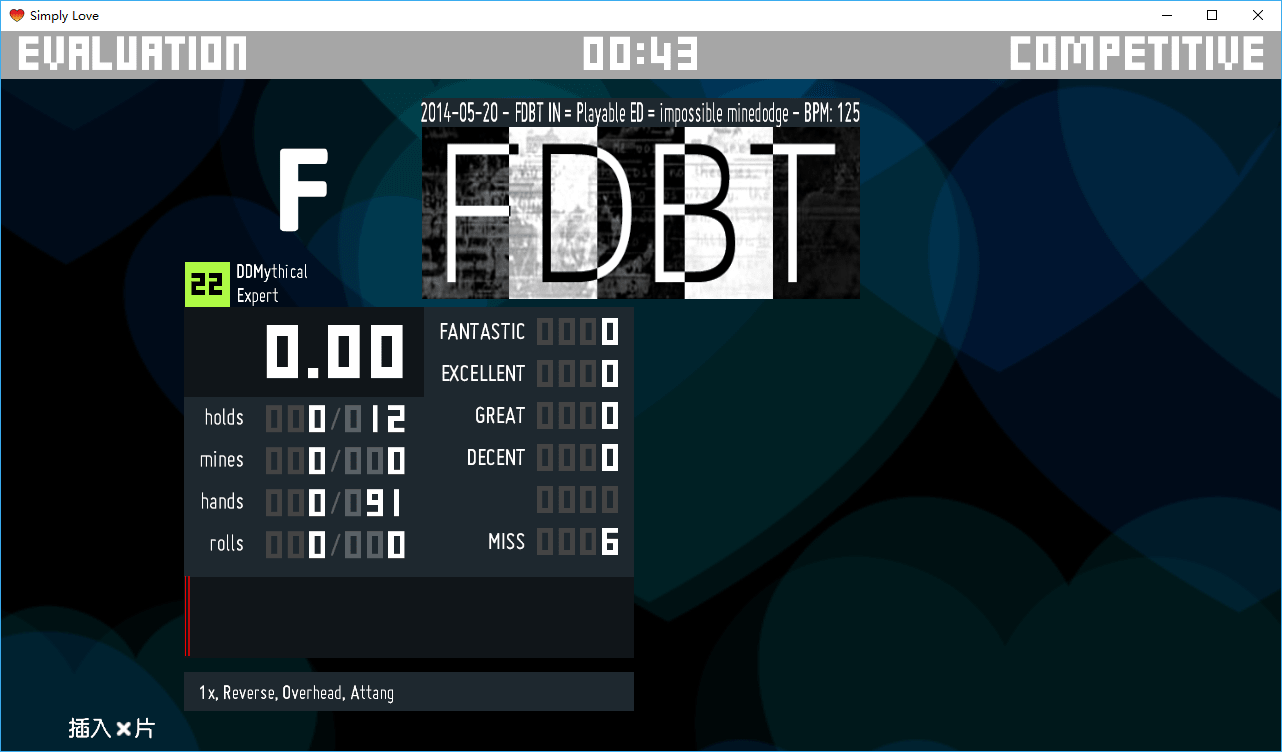 Simply Love
EVALUATION
00:43
COMPETITIVE
2014-05-20 - FDBT IN = Playable ED = impossible minedodge - BPM: 125
FDBT
F
22
DDMythical
Expert
0.00
holds 000/012
mines 000/000
hands 000/091
rolls 000/000
FANTASTIC 0000
EXCELLENT 0000
GREAT 0000
DECENT 0000
0000
MISS 0006
1x, Reverse, Overhead, Attang
插入✖片